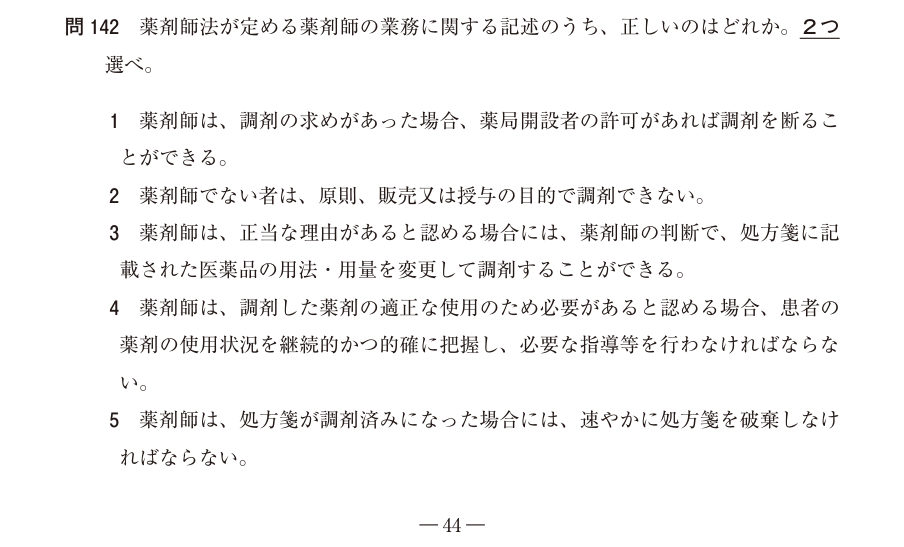 問 142　薬剤師法が定める薬剤師の業務に関する記述のうち、正しいのはどれか。2つ
選べ。
1　薬剤師は、調剤の求めがあった場合、薬局開設者の許可があれば調剤を断るこ
とができる。
2　薬剤師でない者は、原則、販売又は授与の目的で調剤できない。
3　薬剤師は、正当な理由があると認める場合には、薬剤師の判断で、処方箋に記
載された医薬品の用法・用量を変更して調剤することができる。
4　薬剤師は、調剤した薬剤の適正な使用のため必要があると認める場合、患者の
薬剤の使用状況を継続的かつ的確に把握し、必要な指導等を行わなければならな
い。
5　薬剤師は、処方箋が調剤済みになった場合には、速やかに処方箋を破棄しなけ
ればならない。
― 44 ―